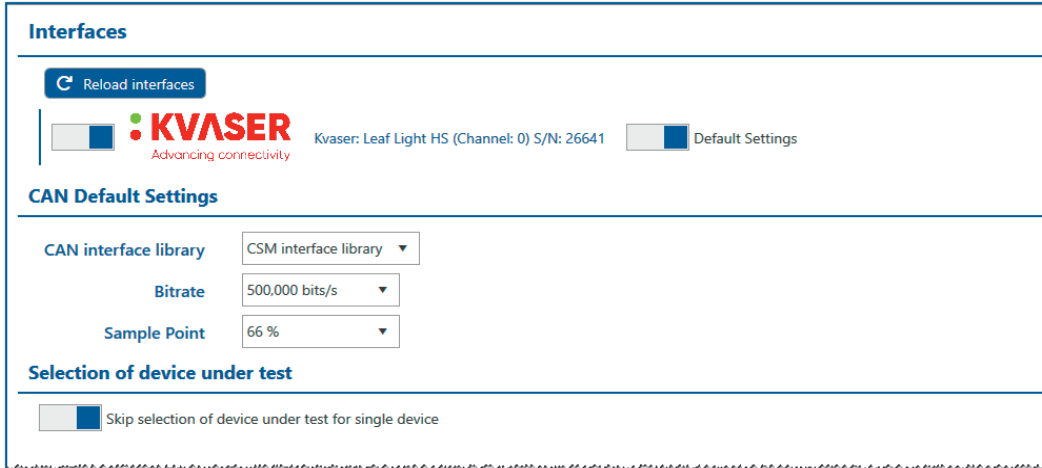 Interfaces
Reload interfaces
KVASER
Advancing connectivity
Kvaser: Leaf Light HS (Channel: 0) S/N: 26641
Default Settings
CAN Default Settings
CAN interface library
CSM interface library
Bitrate
500,000 bits/s
Sample Point
66 %
Selection of device under test
Skip selection of device under test for single device